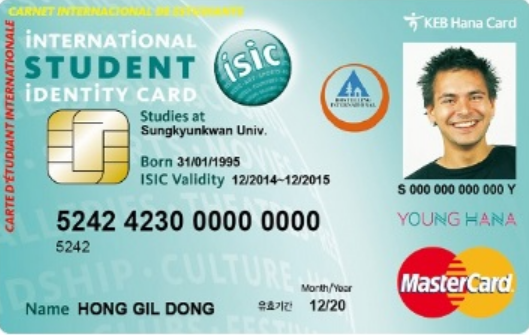 CARNET INTERNACIONAL DE ESTUDIANTE
CARTE D'ÉTUDIANT INTERNATIONALE
iNTERNATIONAL
STUDENT
iDENTITY CARD
isic
KEB Hana Card
HOSTELLING
INTERNATIONAL
Studies at
Sungkyunkwan Univ.
Born 31/01/1995
ISIC Validity 12/2014~12/2015
S 000 000 000 000 Y
5242 4230 0000 0000
5242
YOUNG HANA
MasterCard
Month/Year
Name HONG GIL DONG
유효기간 12/20